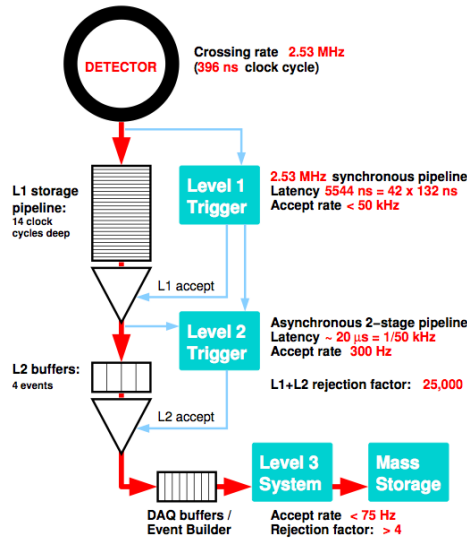 Crossing rate 2.53 MHz
(396 ns clock cycle)
DETECTOR
L1 storage
pipeline:
14 clock
cycles deep
Level 1
Trigger
2.53 MHz synchronous pipeline
Latency 5544 ns = 42 x 132 ns
Accept rate < 50 kHz
L1 accept
Level 2
Trigger
Asynchronous 2-stage pipeline
Latency ~ 20 µs = 1/50 kHz
Accept rate 300 Hz
L1+L2 rejection factor: 25,000
L2 buffers:
4 events
L2 accept
DAQ buffers /
Event Builder
Level 3
System
Mass
Storage
Accept rate < 75 Hz
Rejection factor: > 4